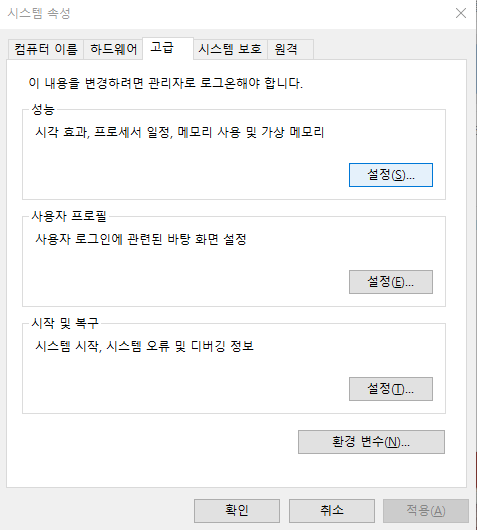 시스템 속성
컴퓨터 이름 하드웨어 고급 시스템 보호 원격
이 내용을 변경하려면 관리자로 로그온해야 합니다.
성능
시각 효과, 프로세서 일정, 메모리 사용 및 가상 메모리
설정(S)...
사용자 프로필
사용자 로그인에 관련된 바탕 화면 설정
설정(E)...
시작 및 복구
시스템 시작, 시스템 오류 및 디버깅 정보
설정(T)...
환경 변수(N)...
확인 취소 적용(A)